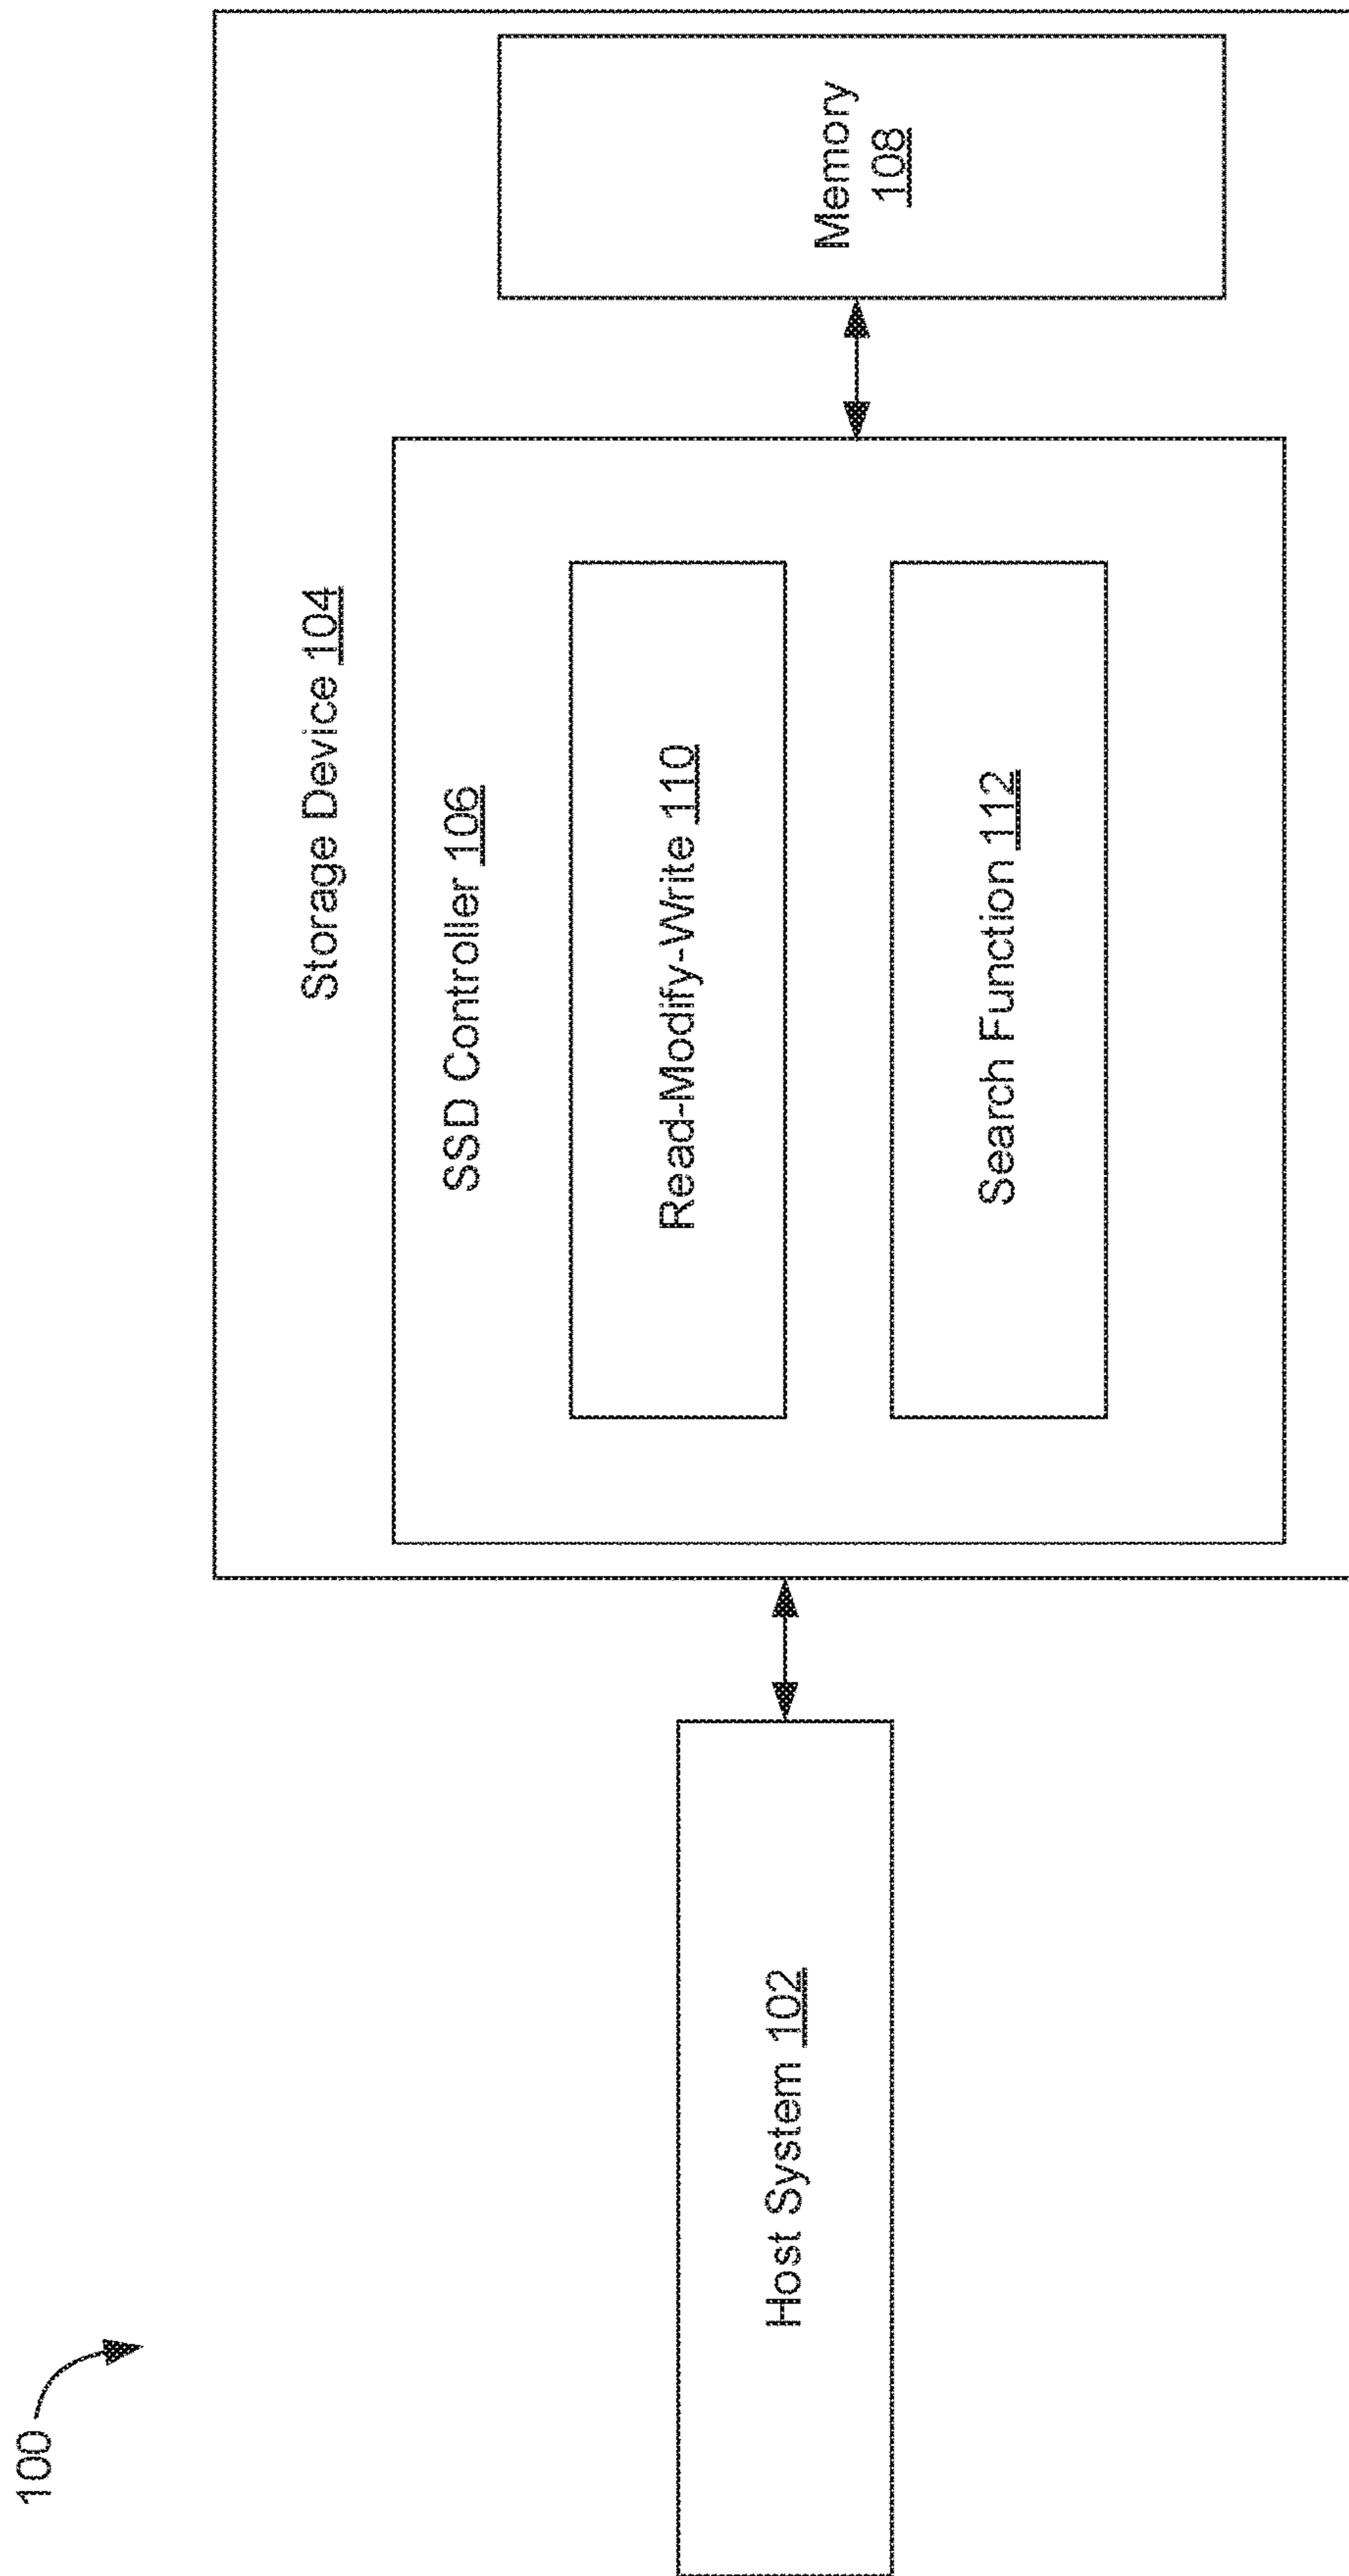 100
Host System 102
Storage Device 104
SSD Controller 106
Read-Modify-Write 110
Search Function 112
Memory
108